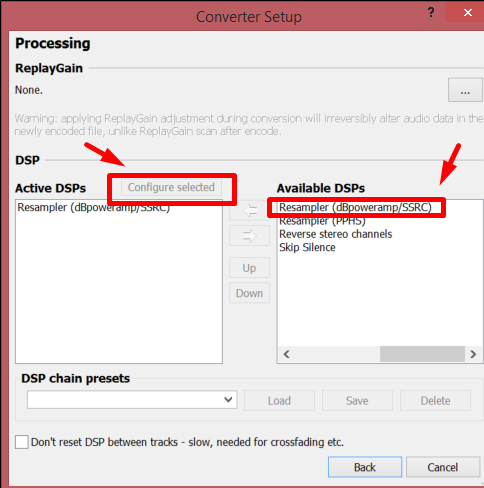 Converter Setup
?
Processing
ReplayGain
None.
...
Warning: applying ReplayGain adjustment during conversion will irreversibly alter audio data in the
newly encoded file, unlike ReplayGain scan after encode.
DSP
Active DSPs
Configure selected
Available DSPs
Resampler (dBpoweramp/SSRC)
Resampler (dBpoweramp/SSRC)
Resampler (PPHS)
Reverse stereo channels
Skip Silence
Up
Down
DSP chain presets
Load
Save
Delete
Don't reset DSP between tracks - slow, needed for crossfading etc.
Back
Cancel